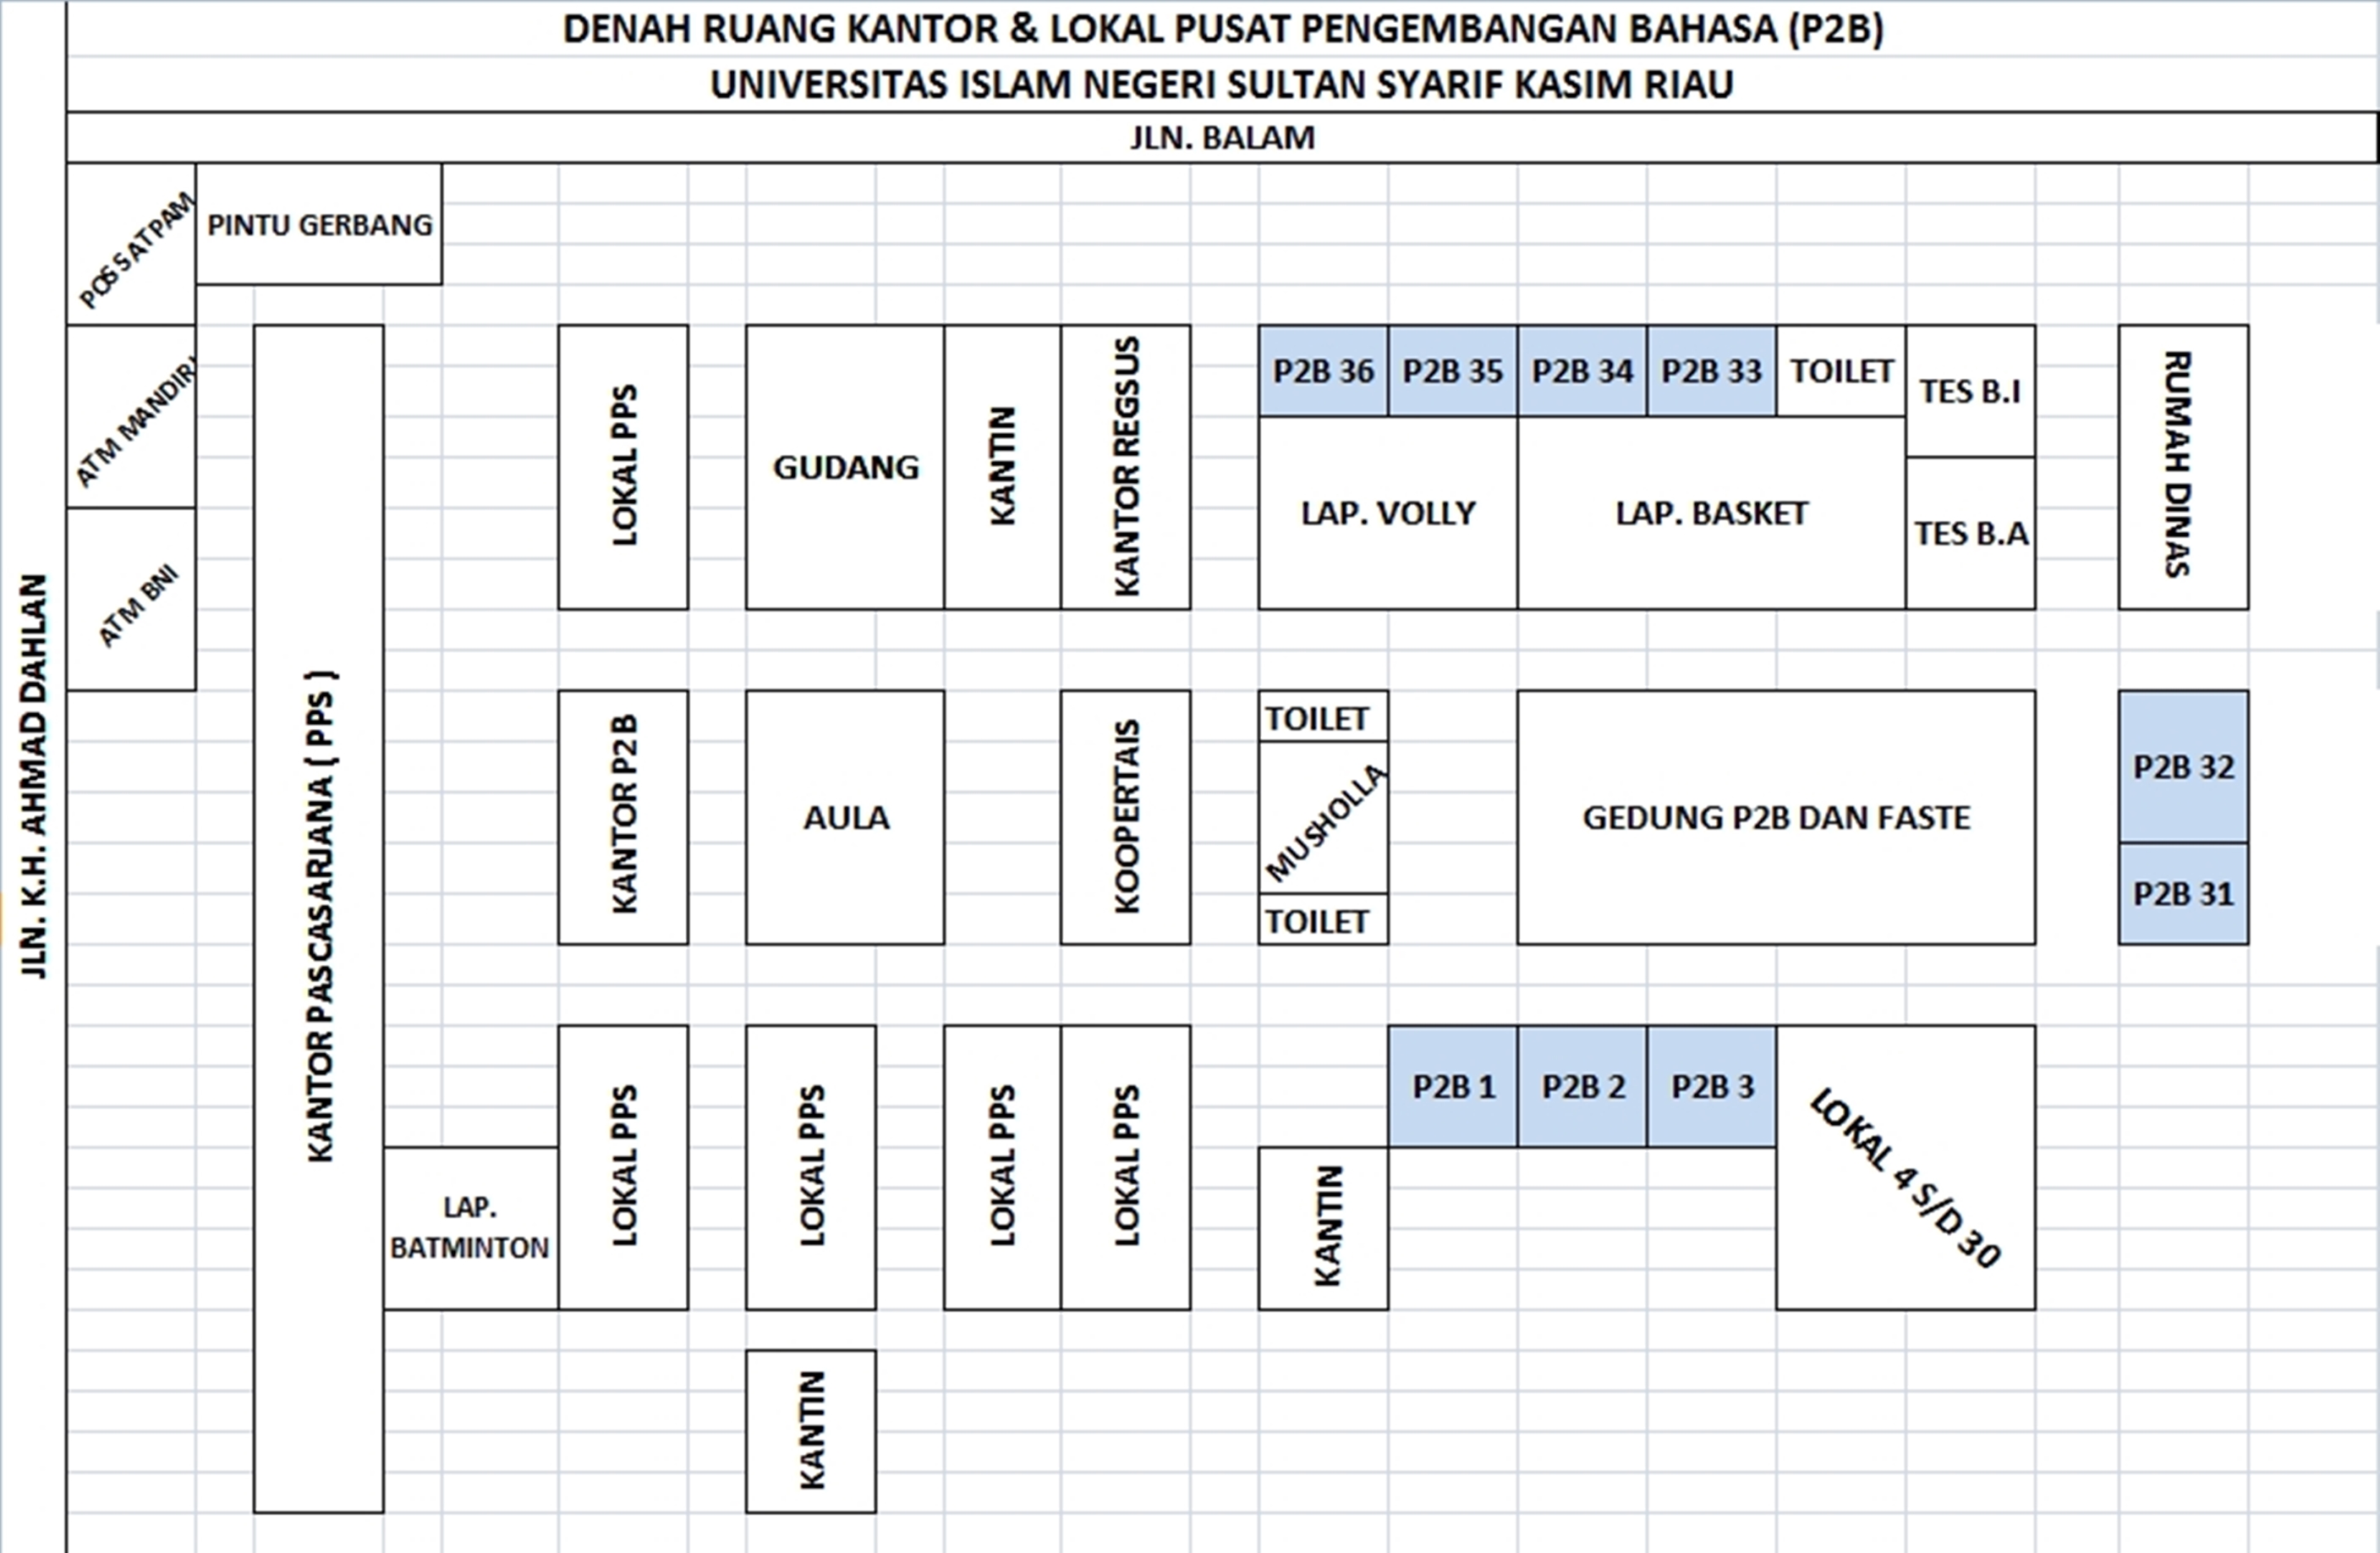 DENAH RUANG KANTOR & LOKAL PUSAT PENGEMBANGAN BAHASA (P2B)
UNIVERSITAS ISLAM NEGERI SULTAN SYARIF KASIM RIAU
JLN. BALAM
JLN. K.H. AHMAD DAHLAN
POS SATPAM
PINTU GERBANG
ATM MANDIRI
ATM BNI
KANTOR PASCASARJANA ( PPS )
LOKAL PPS
GUDANG
KANTIN
KANTOR REGSUS
P2B 36
P2B 35
P2B 34
P2B 33
TOILET
TES B.I
LAP. VOLLY
LAP. BASKET
TES B.A
RUMAH DINAS
KANTOR P2B
AULA
KOOPERTAIS
TOILET
MUSHOLLA
TOILET
GEDUNG P2B DAN FASTE
P2B 32
P2B 31
LAP.
BATMINTON
LOKAL PPS
LOKAL PPS
LOKAL PPS
LOKAL PPS
KANTIN
P2B 1
P2B 2
P2B 3
LOKAL 4 S/D 30
KANTIN